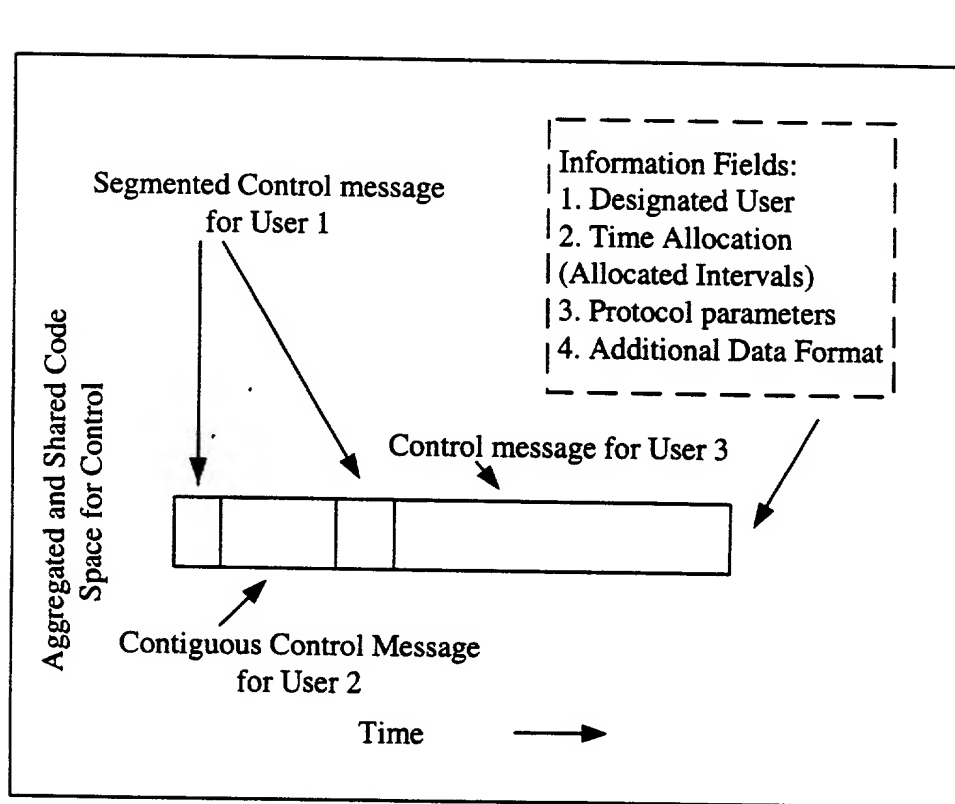 Information Fields:
1. Designated User
2. Time Allocation
(Allocated Intervals)
3. Protocol parameters
4. Additional Data Format
Segmented Control message
for User 1
Control message for User 3
Aggregated and Shared Code
Space for Control
Contiguous Control Message
for User 2
Time